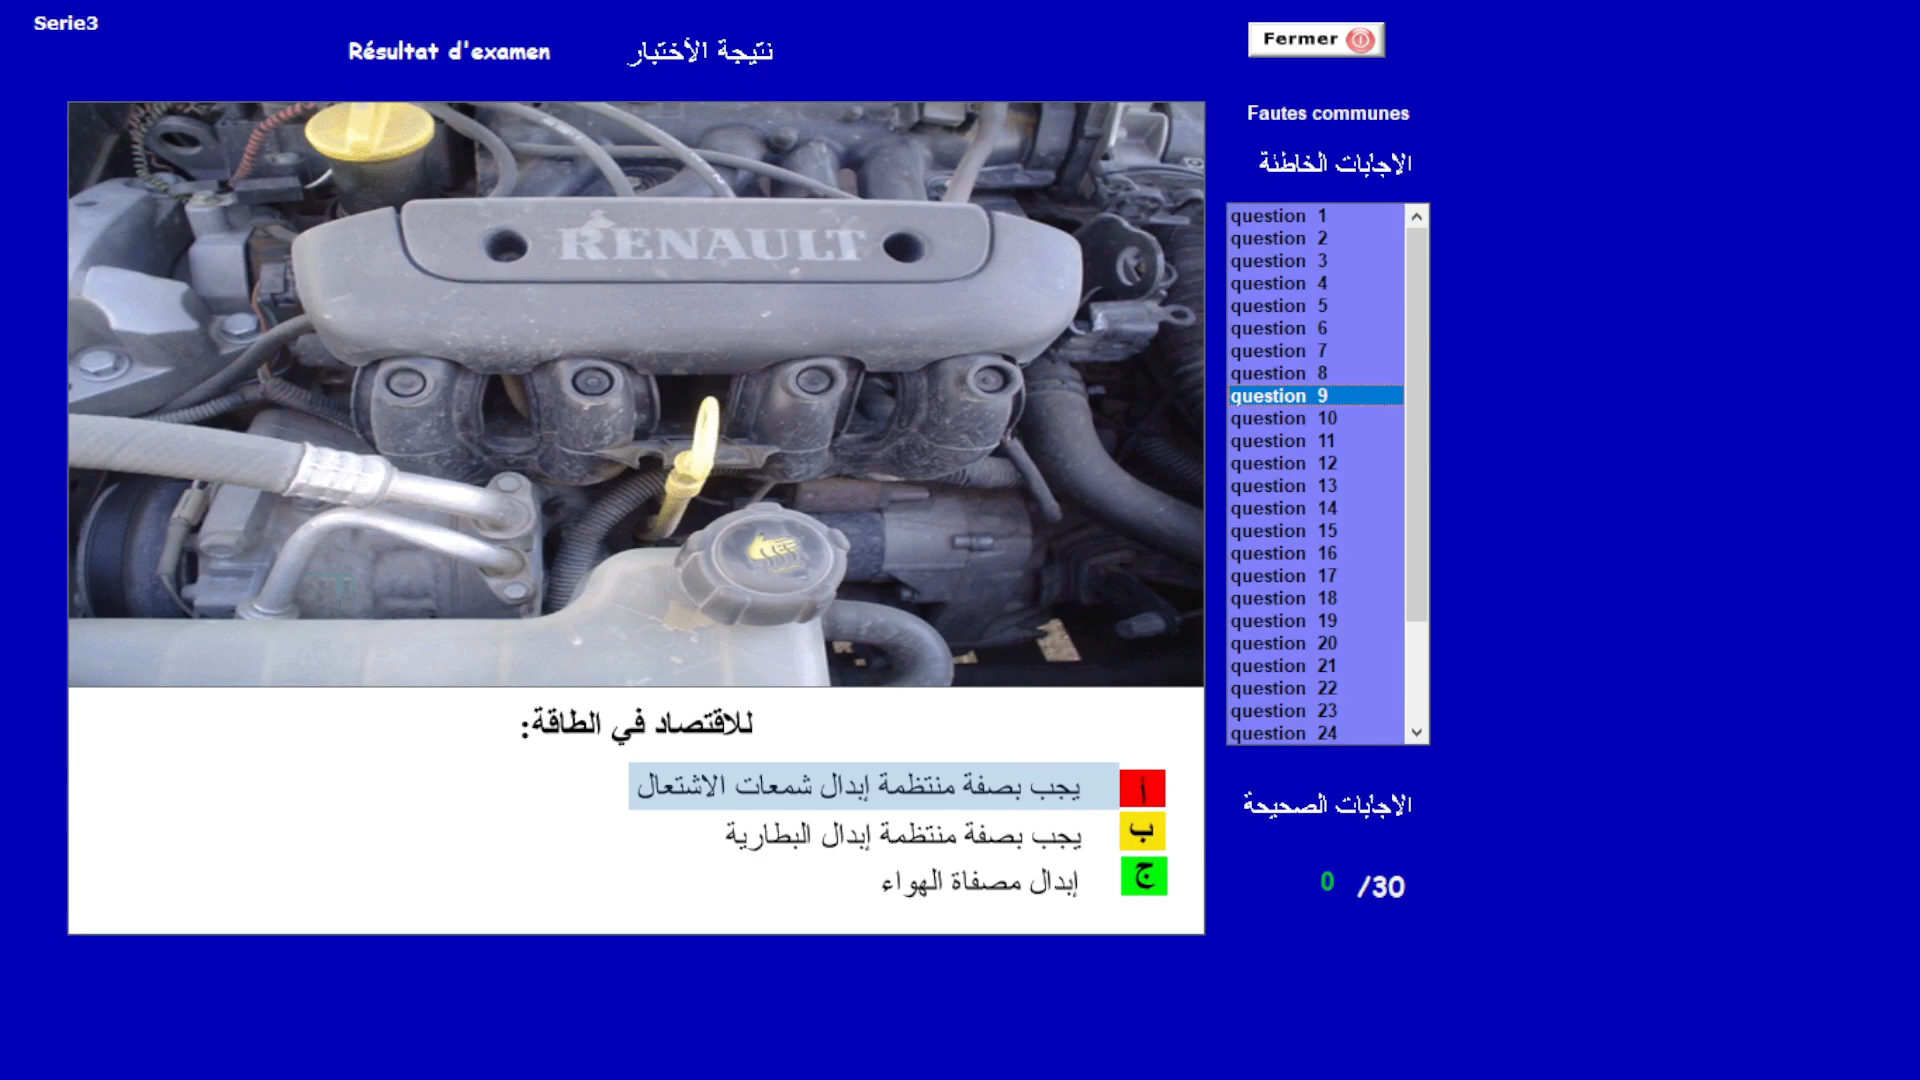 Serie3
Résultat d'examen
نتيجة الأختبار
Fermer
RENAULT
للاقتصاد في الطاقة:
أ يجب بصفة منتظمة إبدال شمعات الاشتعال
ب يجب بصفة منتظمة إبدال البطارية
ج إبدال مصفاة الهواء
Fautes communes
الإجابات الخاطئة
question 1
question 2
question 3
question 4
question 5
question 6
question 7
question 8
question 9
question 10
question 11
question 12
question 13
question 14
question 15
question 16
question 17
question 18
question 19
question 20
question 21
question 22
question 23
question 24
الإجابات الصحيحة
0 /30